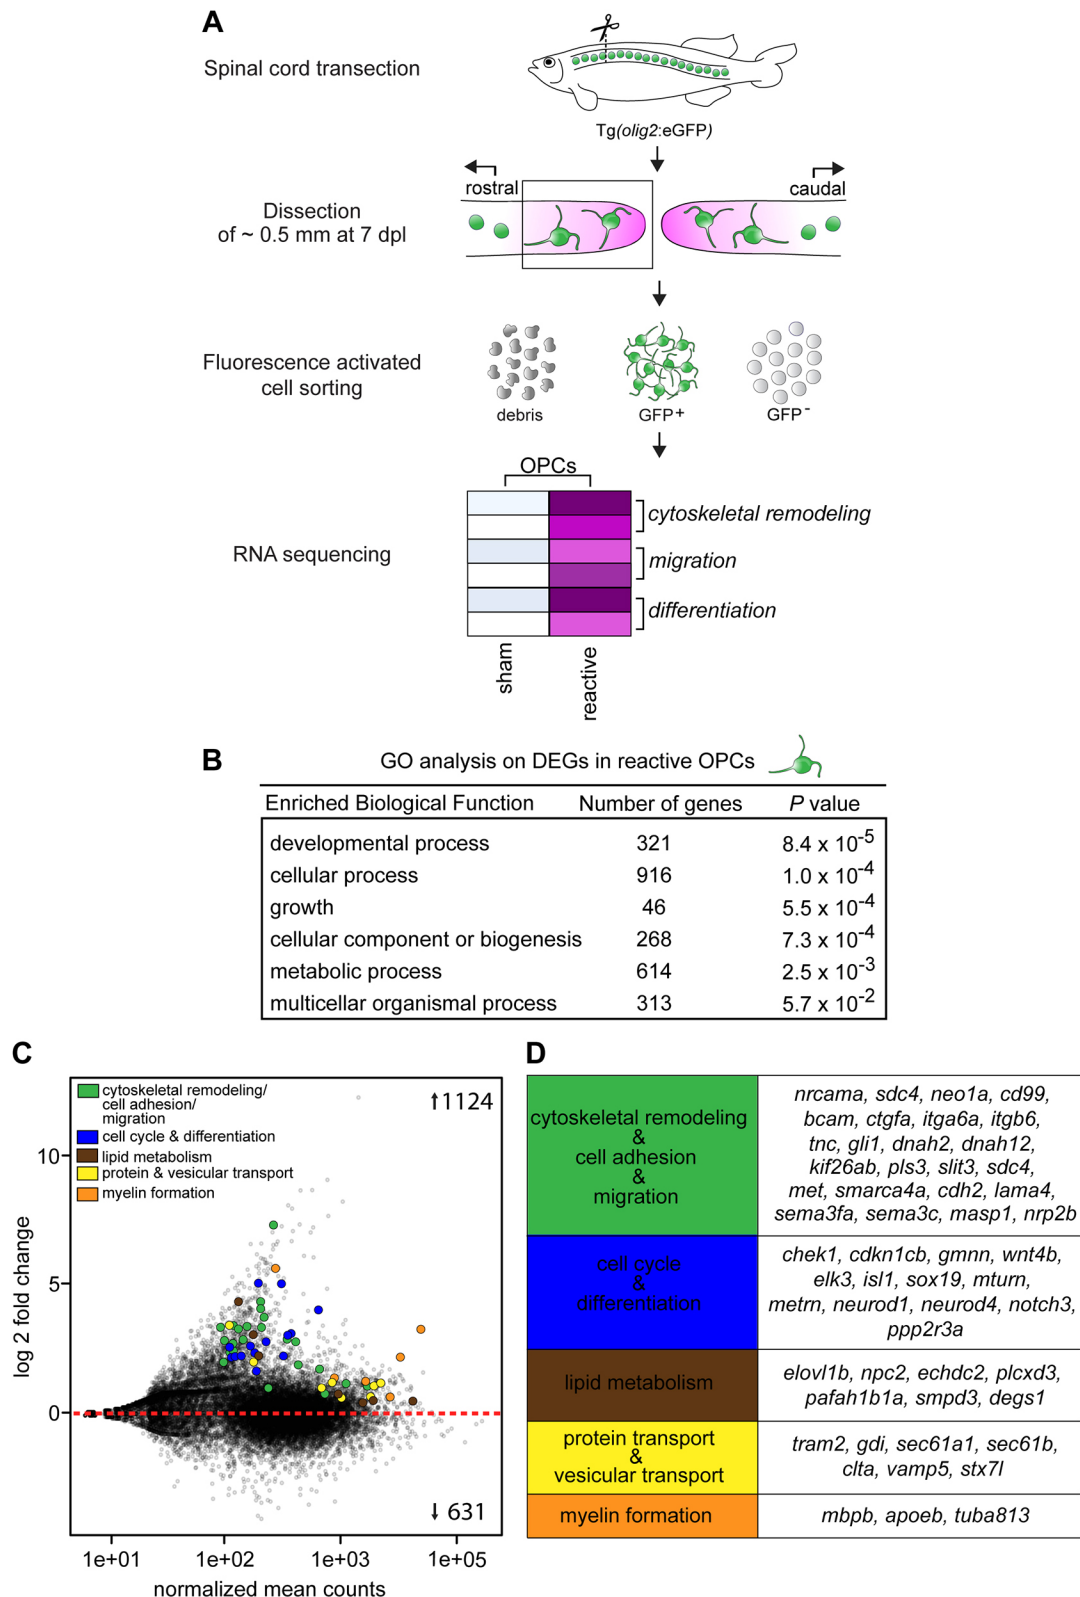 A
Spinal cord transection
Tg(olig2:eGFP)
rostral
caudal
Dissection
of ~ 0.5 mm at 7 dpl
Fluorescence activated
cell sorting
debris
GFP+
GFP-
OPCs
RNA sequencing
cytoskeletal remodeling
migration
differentiation
sham
reactive
B
GO analysis on DEGs in reactive OPCs
Enriched Biological Function Number of genes P value
developmental process 321 8.4 x 10-5
cellular process 916 1.0 x 10-4
growth 46 5.5 x 10-4
cellular component or biogenesis 268 7.3 x 10-4
metabolic process 614 2.5 x 10-3
multicellar organismal process 313 5.7 x 10-2
C
cytoskeletal remodeling/
cell adhesion/
migration
cell cycle & differentiation
lipid metabolism
protein & vesicular transport
myelin formation
↑1124
↓ 631
log 2 fold change
10
5
0
1e+01 1e+02 1e+03 1e+05
normalized mean counts
D
cytoskeletal remodeling
&
cell adhesion
&
migration
nrcama, sdc4, neo1a, cd99,
bcam, ctgfa, itga6a, itgb6,
tnc, gli1, dnah2, dnah12,
kif26ab, pls3, slit3, sdc4,
met, smarca4a, cdh2, lama4,
sema3fa, sema3c, masp1, nrp2b
cell cycle
&
differentiation
chek1, cdkn1cb, gmnn, wnt4b,
elk3, isl1, sox19, mturn,
metrn, neurod1, neurod4, notch3,
ppp2r3a
lipid metabolism
elovl1b, npc2, echdc2, plcxd3,
pafah1b1a, smpd3, degs1
protein transport
&
vesicular transport
tram2, gdi, sec61a1, sec61b,
clta, vamp5, stx7l
myelin formation
mbpb, apoeb, tuba813